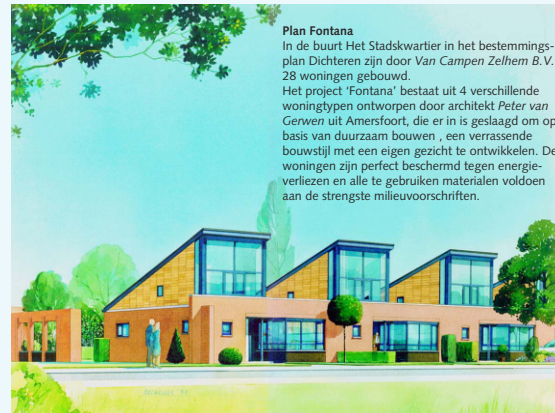 Plan Fontana
In de buurt Het Stadskwartier in het bestemmings-
plan Dichteren zijn door Van Campen Zelhem B.V.
28 woningen gebouwd.
Het project ‘Fontana’ bestaat uit 4 verschillende
woningtypen ontworpen door architekt Peter van
Gerwen uit Amersfoort, die er in is geslaagd om op
basis van duurzaam bouwen , een verrassende
bouwstijl met een eigen gezicht te ontwikkelen. De
woningen zijn perfect beschermd tegen energie-
verliezen en alle te gebruiken materialen voldoen
aan de strengste milieuvoorschriften.